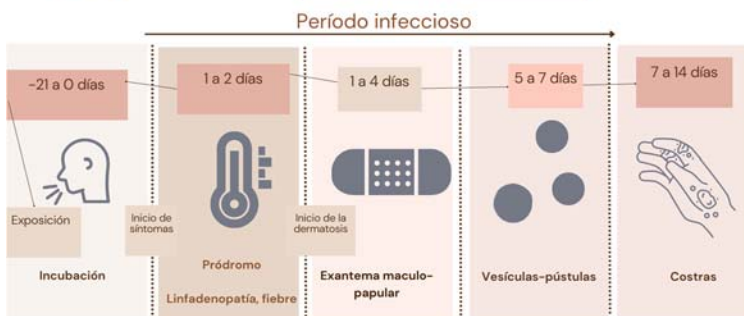 Período infeccioso
-21 a 0 días
1 a 2 días
1 a 4 días
5 a 7 días
7 a 14 días
Exposición
Inicio de
síntomas
Inicio de la
dermatosis
Incubación
Pródromo
Linfadenopatía, fiebre
Exantema maculo-
papular
Vesículas-pústulas
Costras